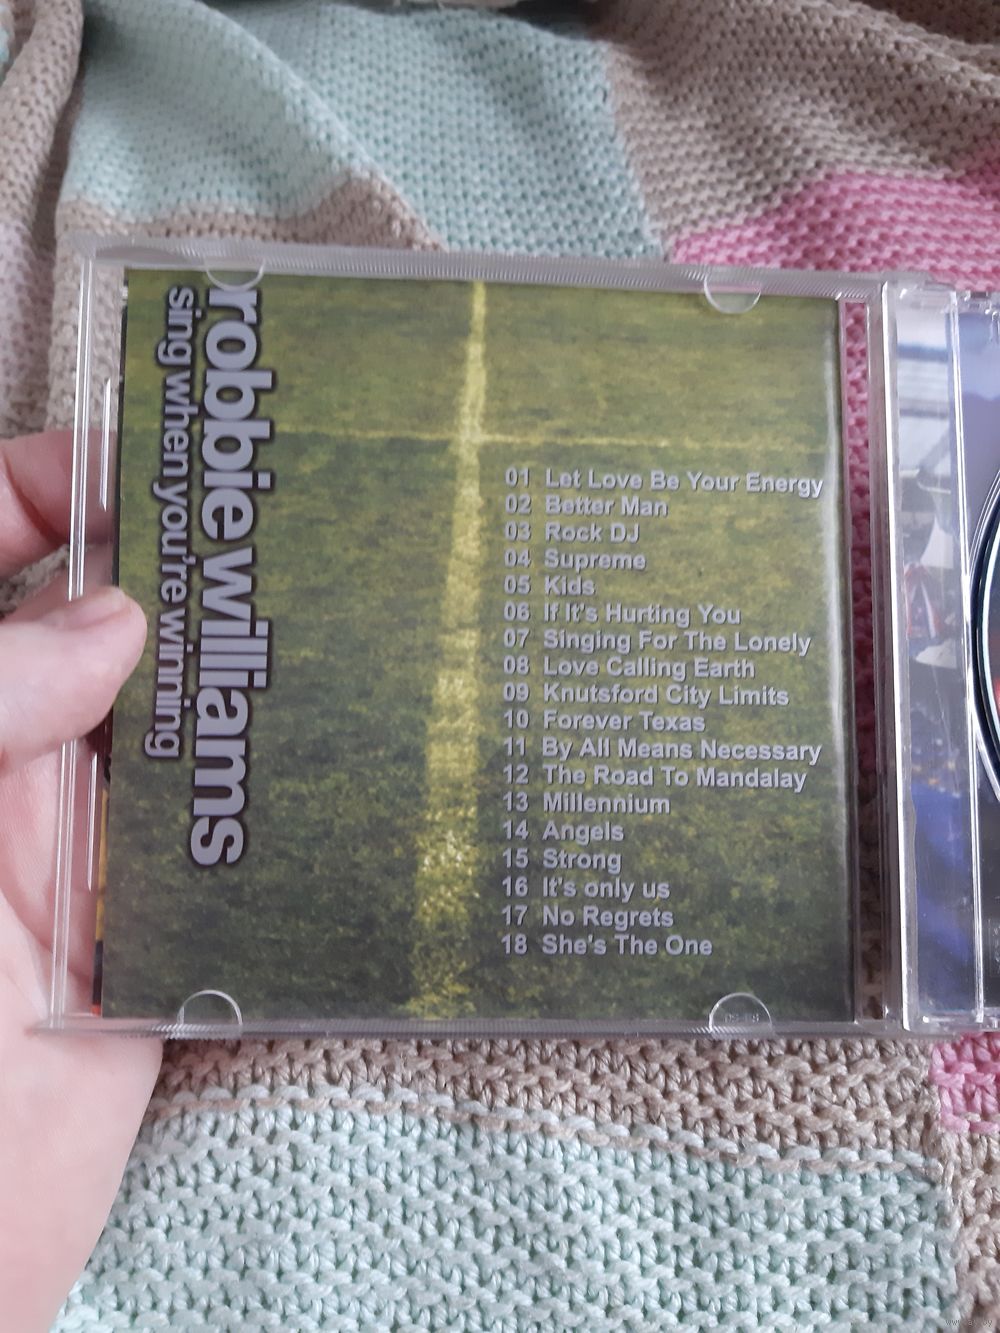 robbiewilliams
sing when you're winning
01 Let Love Be Your Energy
02 Better Man
03 Rock DJ
04 Supreme
05 Kids
06 If It's Hurting You
07 Singing For The Lonely
08 Love Calling Earth
09 Knutsford City Limits
10 Forever Texas
11 By All Means Necessary
12 The Road To Mandalay
13 Millennium
14 Angels
15 Strong
16 It's only us
17 No Regrets
18 She's The One